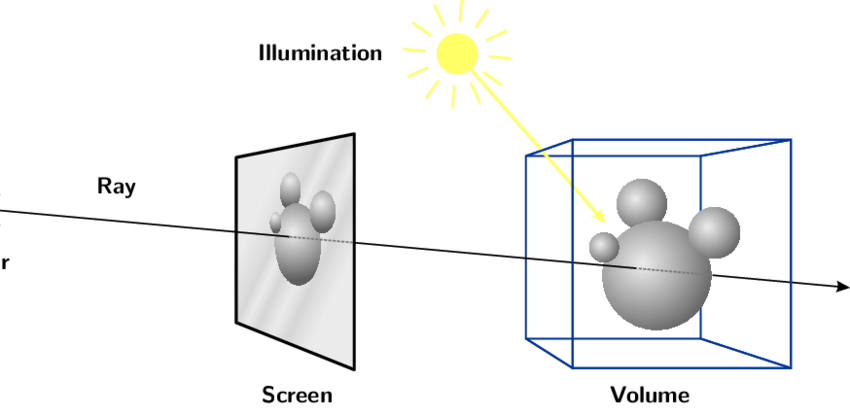 Illumination
Ray
r
Screen
Volume